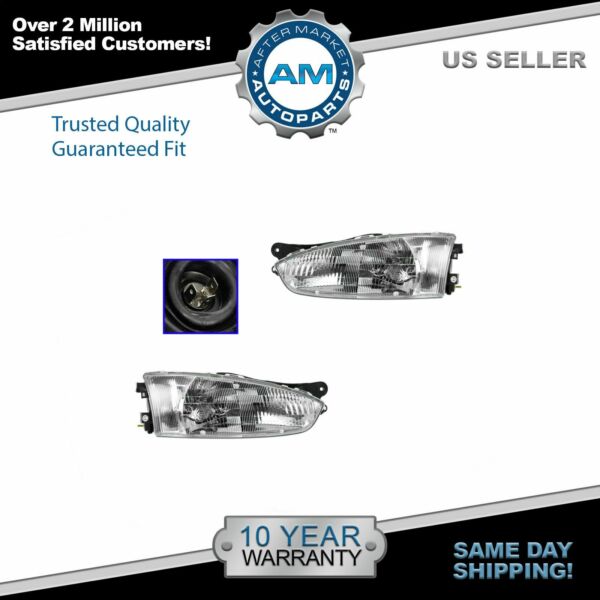 Over 2 Million
Satisfied Customers!
AFTER MARKET
AM
AUTOPARTS
TM
US SELLER
Trusted Quality
Guaranteed Fit
10 YEAR
WARRANTY
SAME DAY
SHIPPING!